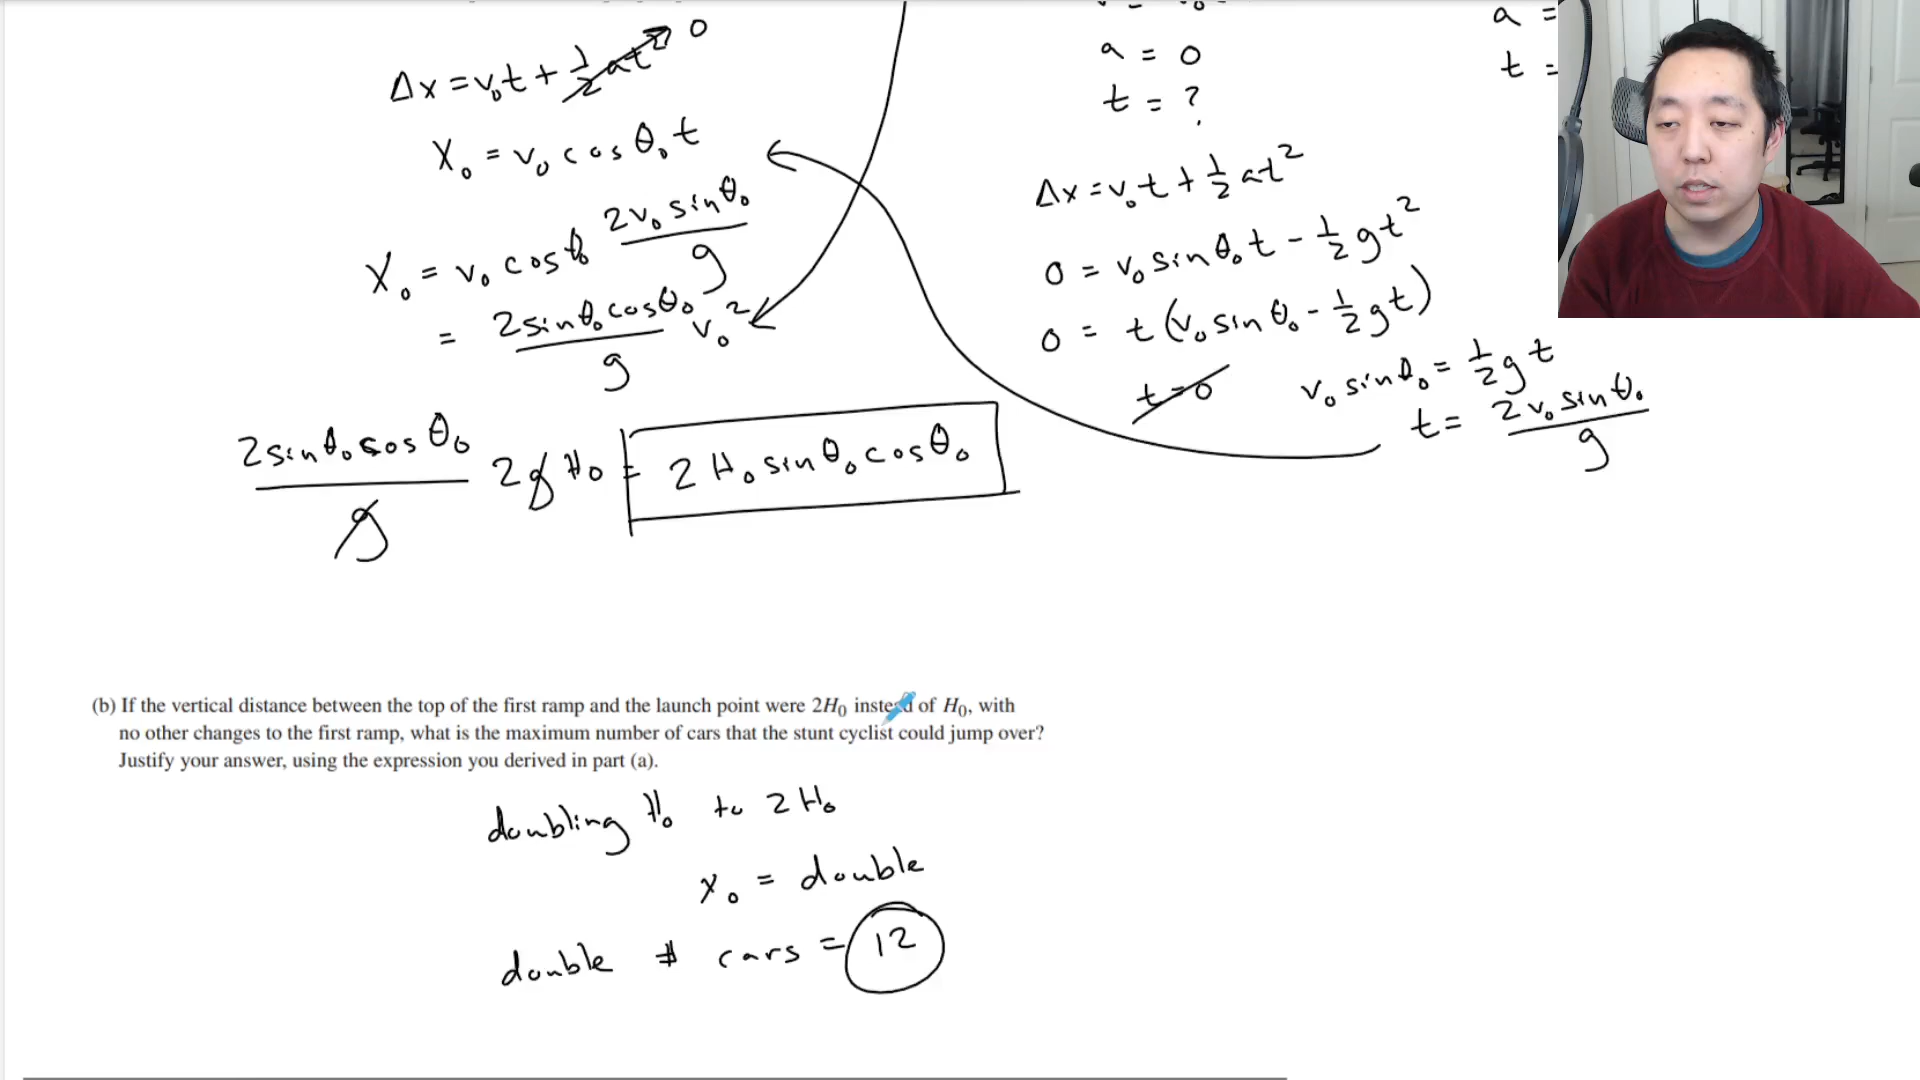 Δx = v₀t + ½at² 0
X₀ = v₀ cos θ₀ t
X₀ = v₀ cos θ₀ 2v₀ sin θ₀ / g
= 2 sin θ₀ cos θ₀ / g v₀²
2 sin θ₀ cos θ₀ / g 2g H₀ = 2 H₀ sin θ₀ cos θ₀
a = 0
t = ?
Δx = v₀t + ½at²
0 = v₀ sin θ₀ t - ½gt²
0 = t (v₀ sin θ₀ - ½gt)
t = 0
v₀ sin θ₀ = ½gt
t = 2v₀ sin θ₀ / g
a =
t =
(b) If the vertical distance between the top of the first ramp and the launch point were 2H₀ instead of H₀, with
no other changes to the first ramp, what is the maximum number of cars that the stunt cyclist could jump over?
Justify your answer, using the expression you derived in part (a).
doubling H₀ to 2H₀
x₀ = double
double # cars = 12